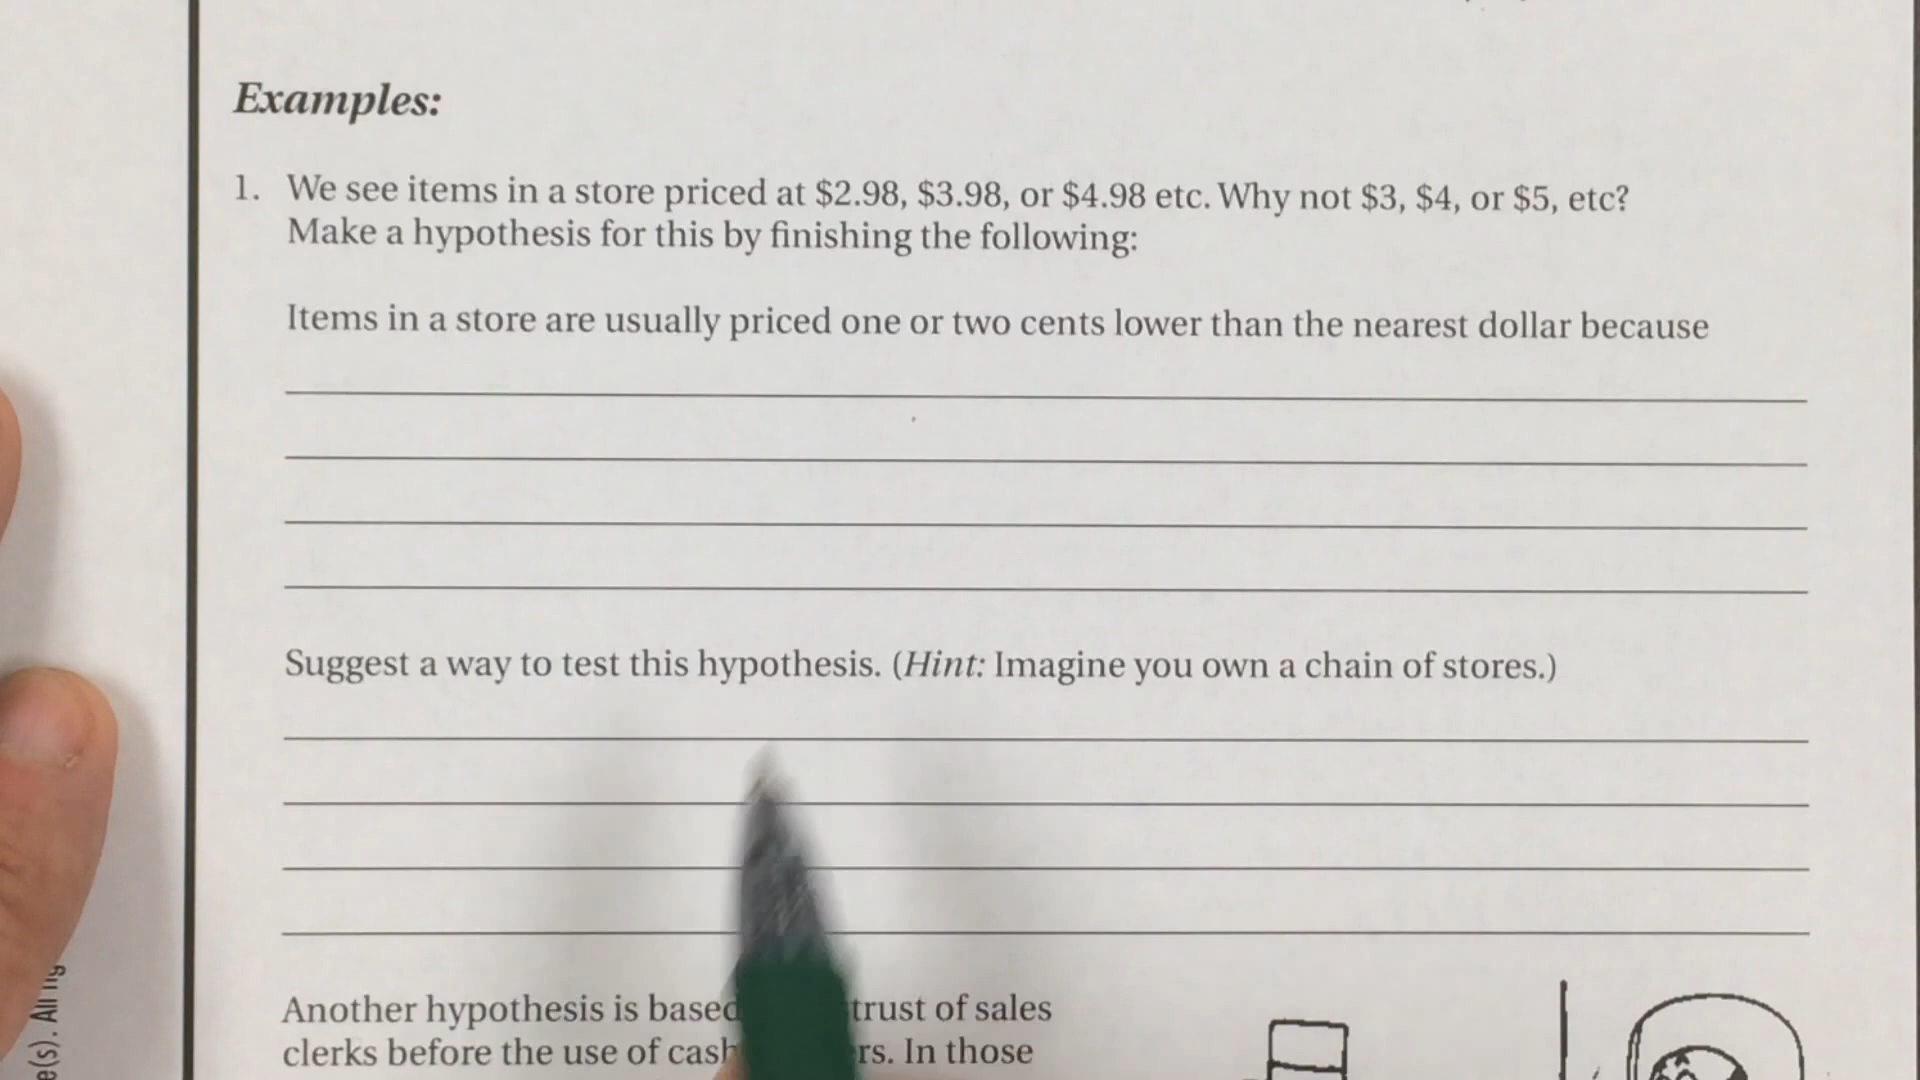 Examples:
1. We see items in a store priced at $2.98, $3.98, or $4.98 etc. Why not $3, $4, or $5, etc?
Make a hypothesis for this by finishing the following:
Items in a store are usually priced one or two cents lower than the nearest dollar because
Suggest a way to test this hypothesis. (Hint: Imagine you own a chain of stores.)
Another hypothesis is based trust of sales
clerks before the use of cash rs. In those
e(s). All rig